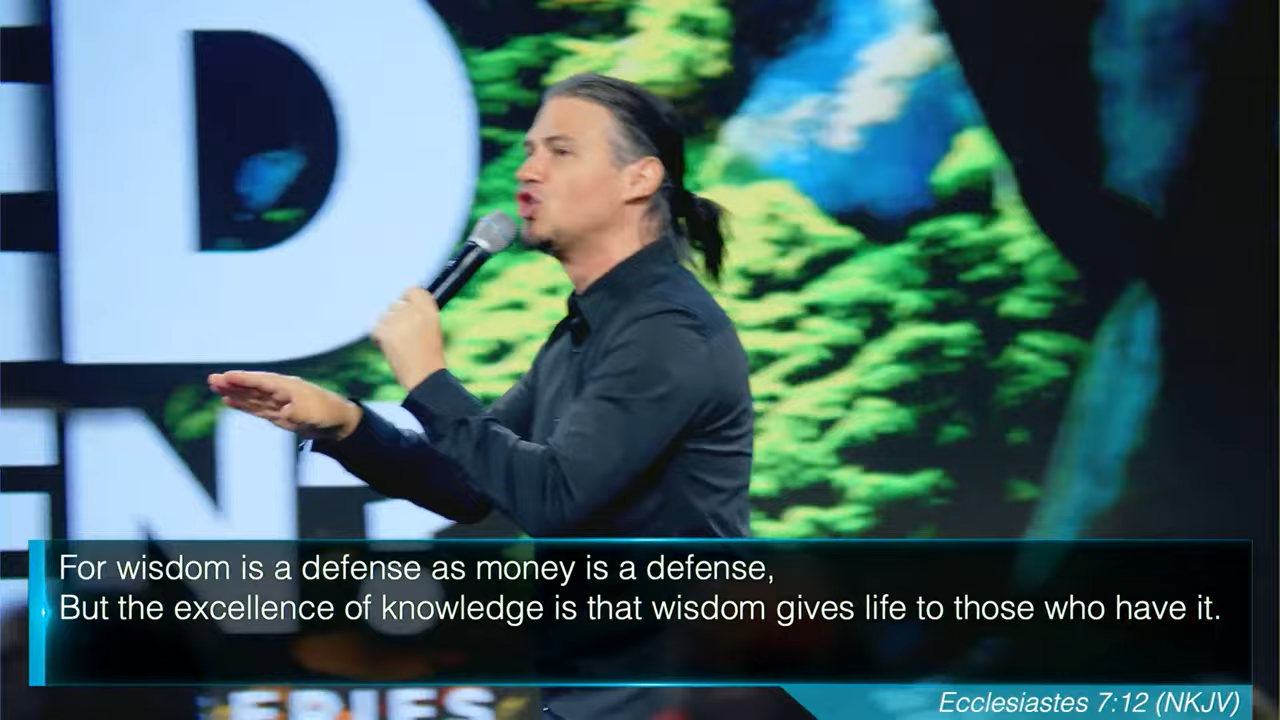 D
N
For wisdom is a defense as money is a defense,
But the excellence of knowledge is that wisdom gives life to those who have it.
Ecclesiastes 7:12 (NKJV)
ERIES